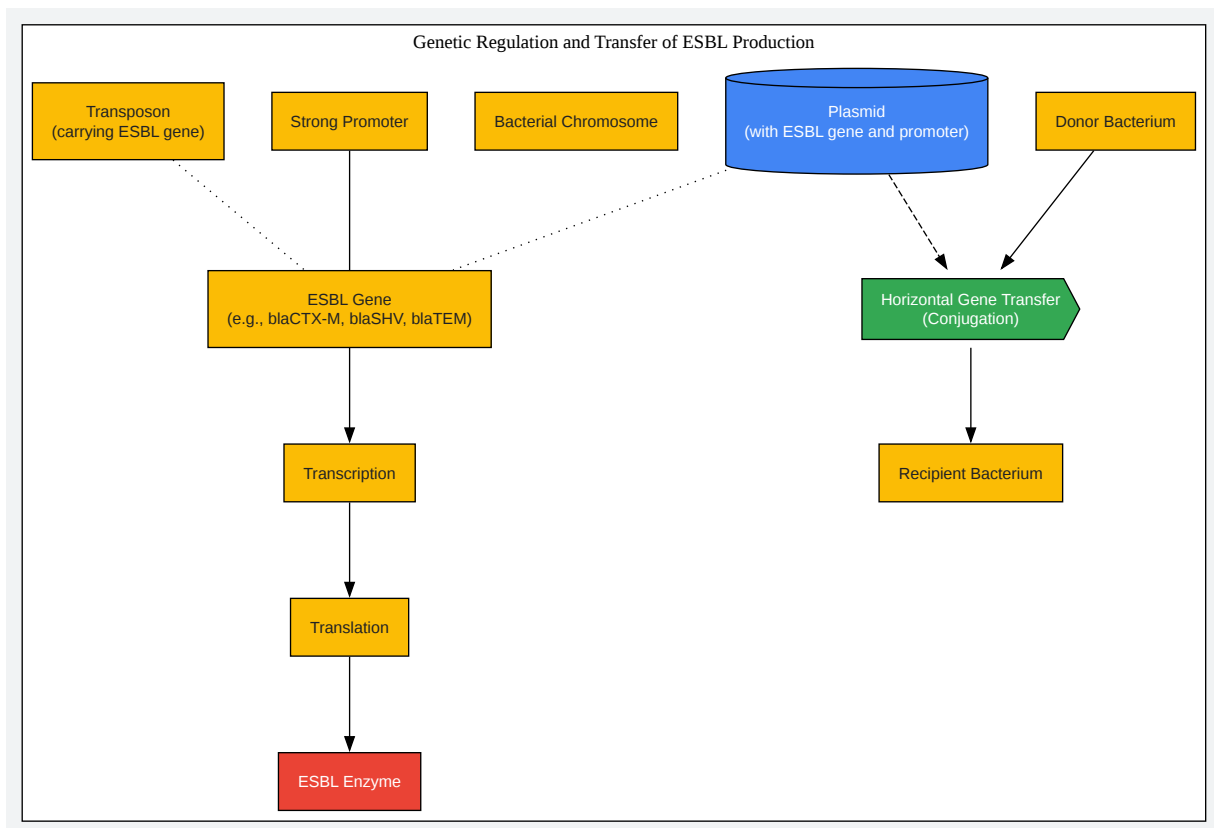 Genetic Regulation and Transfer of ESBL Production
Transposon
(carrying ESBL gene)
Strong Promoter
Bacterial Chromosome
Plasmid
(with ESBL gene and promoter)
Donor Bacterium
ESBL Gene
(e.g., blaCTX-M, blaSHV, blaTEM)
Horizontal Gene Transfer
(Conjugation)
Transcription
Recipient Bacterium
Translation
ESBL Enzyme